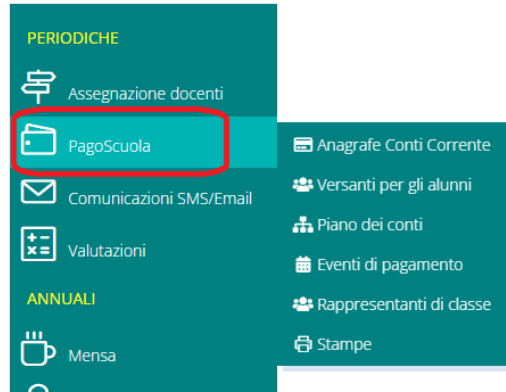 PERIODICHE
Assegnazione docenti
PagoScuola
Anagrafe Conti Corrente
Versanti per gli alunni
Comunicazioni SMS/Email
Piano dei conti
Valutazioni
Eventi di pagamento
ANNUALI
Rappresentanti di classe
Mensa
Stampe